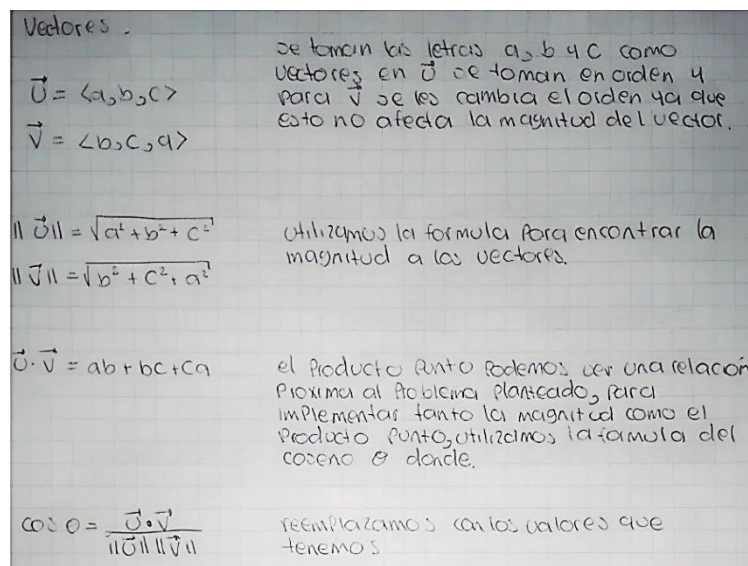 Vectores.
se toman las letras a, b y c como
vectores en Ū⃗ se toman en orden y
U⃗ = <a,b,c>
para V⃗ se les cambia el orden ya que
esto no afecta la magnitud del vector.
V⃗ = <b,c,a>
||U⃗|| = √a² + b² + c²
utilizamos la formula para encontrar la
magnitud a los vectores.
||V⃗|| = √b² + c² + a²
U⃗·V⃗ = ab + bc + ca
el Producto Punto Podemos ver una relación
Proxima al Problema Planteado, Para
implementar tanto la magnitud como el
Producto Punto, utilizamos la formula del
coseno θ donde.
cos θ = U⃗·V⃗ / ||U⃗|| ||V⃗||
reemplazamos con los valores que
tenemos